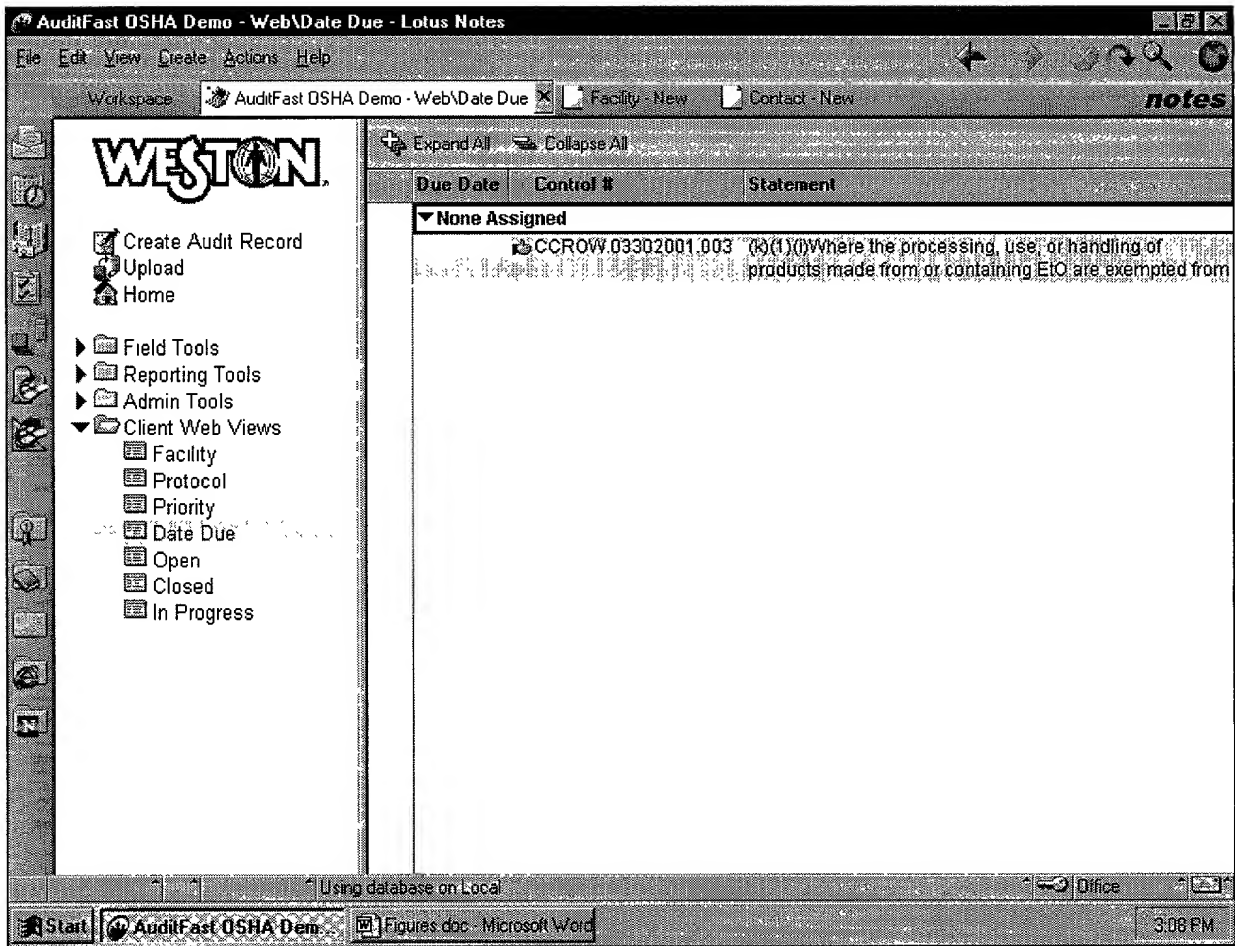 AuditFast OSHA Demo - Web\Date Due - Lotus Notes
File Edit View Create Actions Help
Workspace AuditFast OSHA Demo - Web\Date Due Facility - New Contact - New notes
WESTON.
Expand All Collapse All
Due Date Control # Statement
None Assigned
CCROW.03302001.003 (k)(1)(i)Where the processing, use, or handling of
products made from or containing EtO are exempted from
Create Audit Record
Upload
Home
Field Tools
Reporting Tools
Admin Tools
Client Web Views
Facility
Protocol
Priority
Date Due
Open
Closed
In Progress
Using database on Local Office
Start AuditFast OSHA Dem... Figures.doc - Microsoft Word 3:08 PM